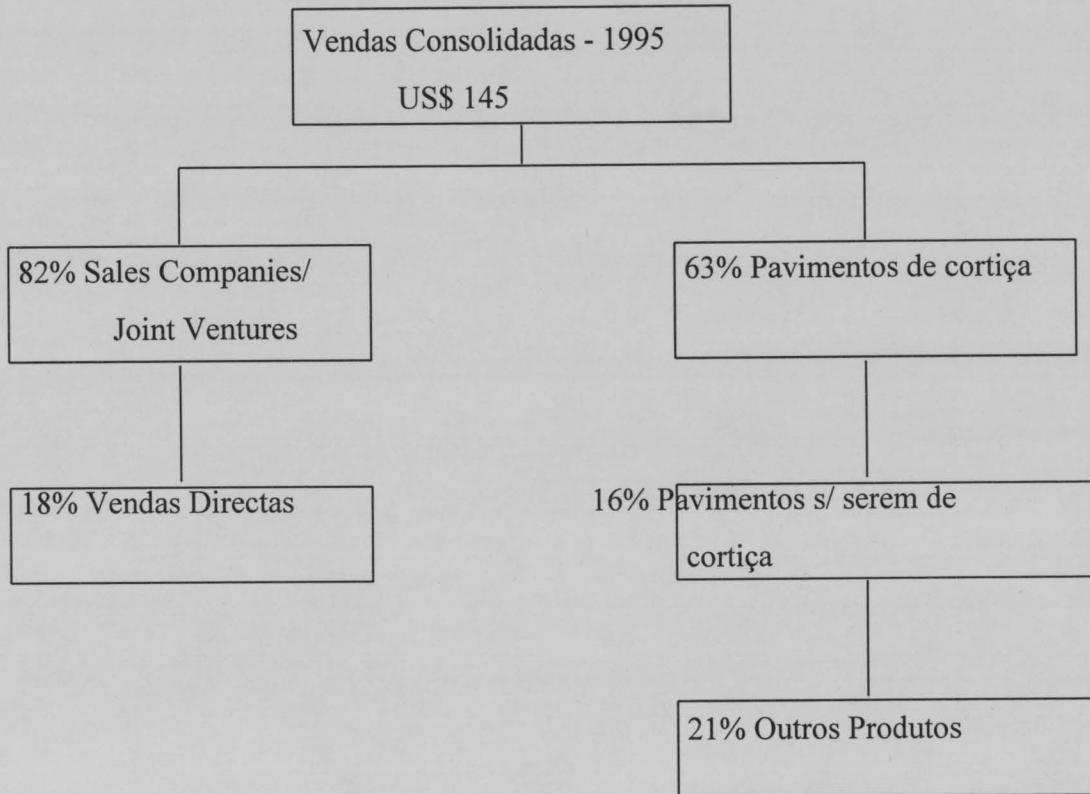 Vendas Consolidadas - 1995
US$ 145
82% Sales Companies/
Joint Ventures
63% Pavimentos de cortiça
18% Vendas Directas
16% Pavimentos s/ serem de
cortiça
21% Outros Produtos